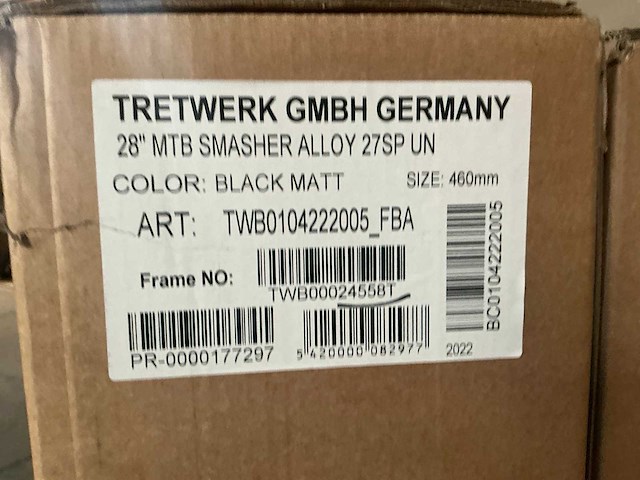 TRETWERK GMBH GERMANY
28" MTB SMASHER ALLOY 27SP UN
COLOR: BLACK MATT SIZE: 460mm
ART: TWB0104222005_FBA
Frame NO: TWB00024558T
PR-0000177297
5 420000 082977
BC0104222005
2022